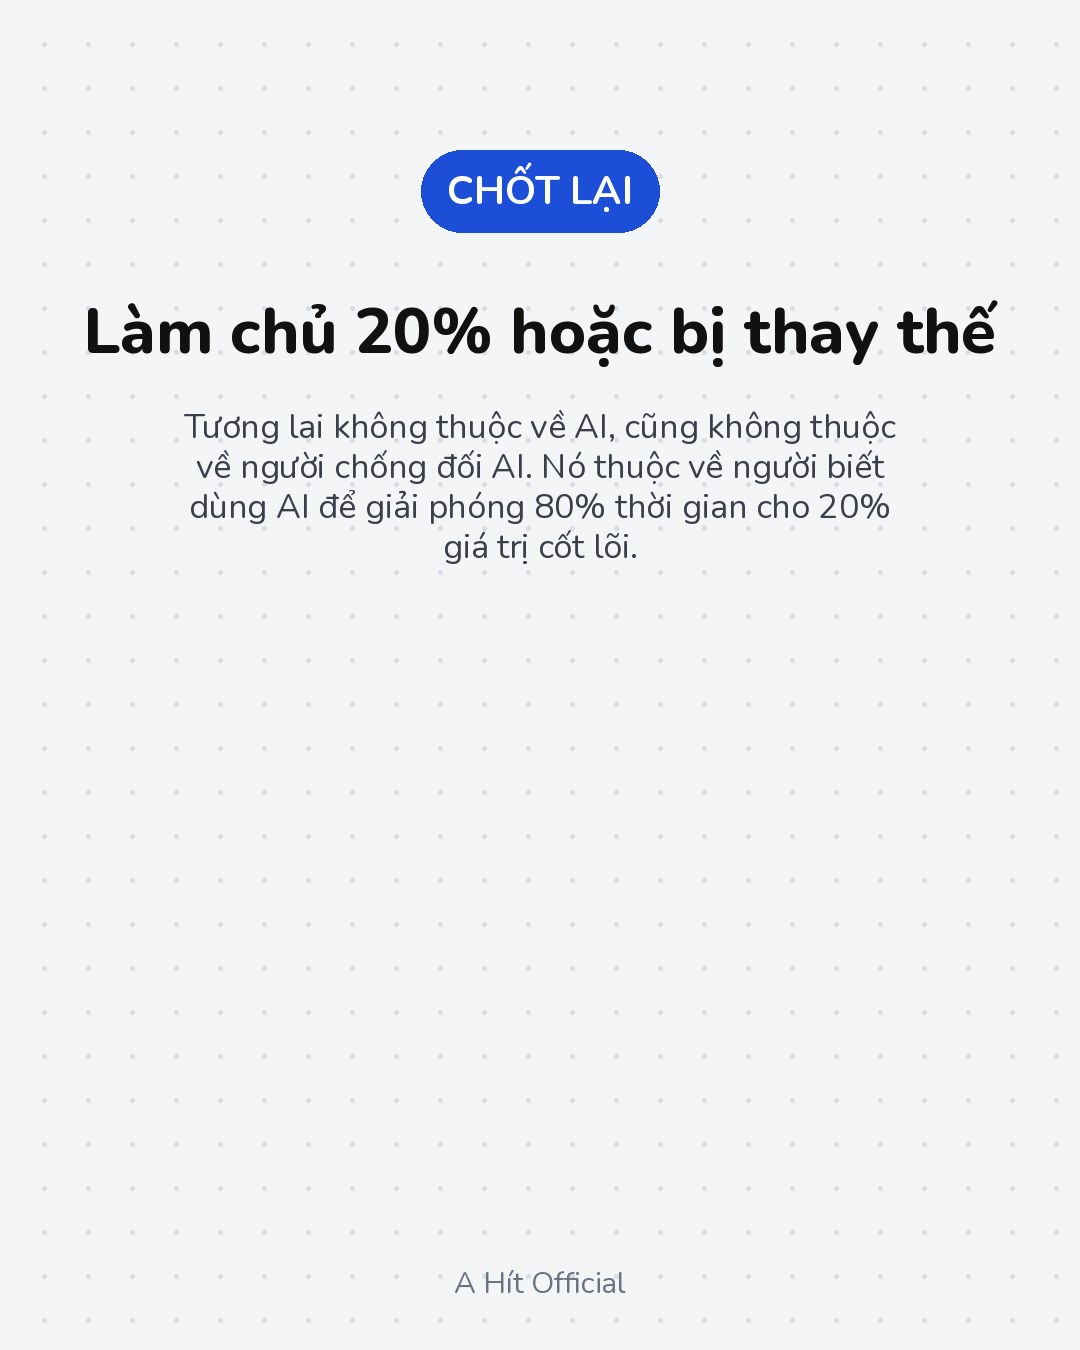 CHỐT LẠI
Làm chủ 20% hoặc bị thay thế
Tương lai không thuộc về AI, cũng không thuộc
về người chống đối AI. Nó thuộc về người biết
dùng AI để giải phóng 80% thời gian cho 20%
giá trị cốt lõi.
A Hít Official